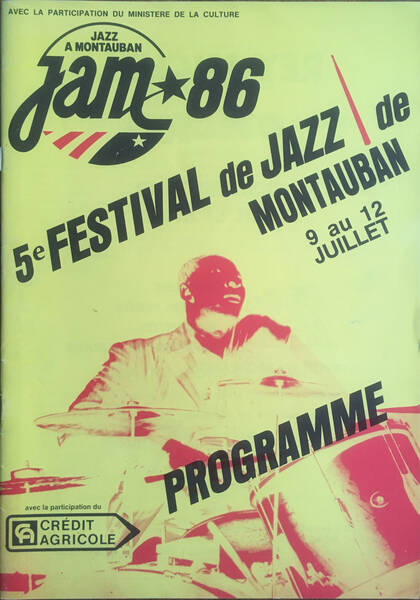 AVEC LA PARTICIPATION DU MINISTERE DE LA CULTURE
JAZZ
A MONTAUBAN
Jam★86
5e FESTIVAL de JAZZ de
MONTAUBAN
9 au 12
JUILLET
PROGRAMME
avec la participation du
CA CRÉDIT
AGRICOLE